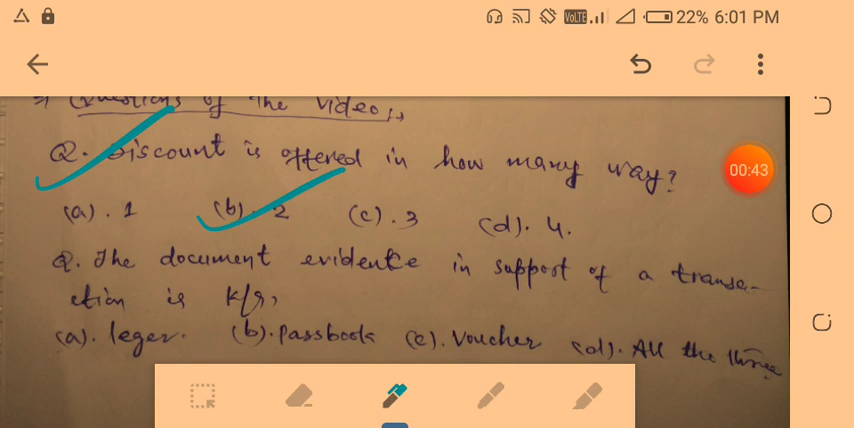 22% 6:01 PM
Questions of The video,,
Q. Discount is offered in how many way?
00:43
(a). 1 (b). 2 (c). 3 (d). 4.
Q. The document evidence in support of a transa-
ction is K/s,
(a). leger. (b). passbook (c). Voucher (d). All the three